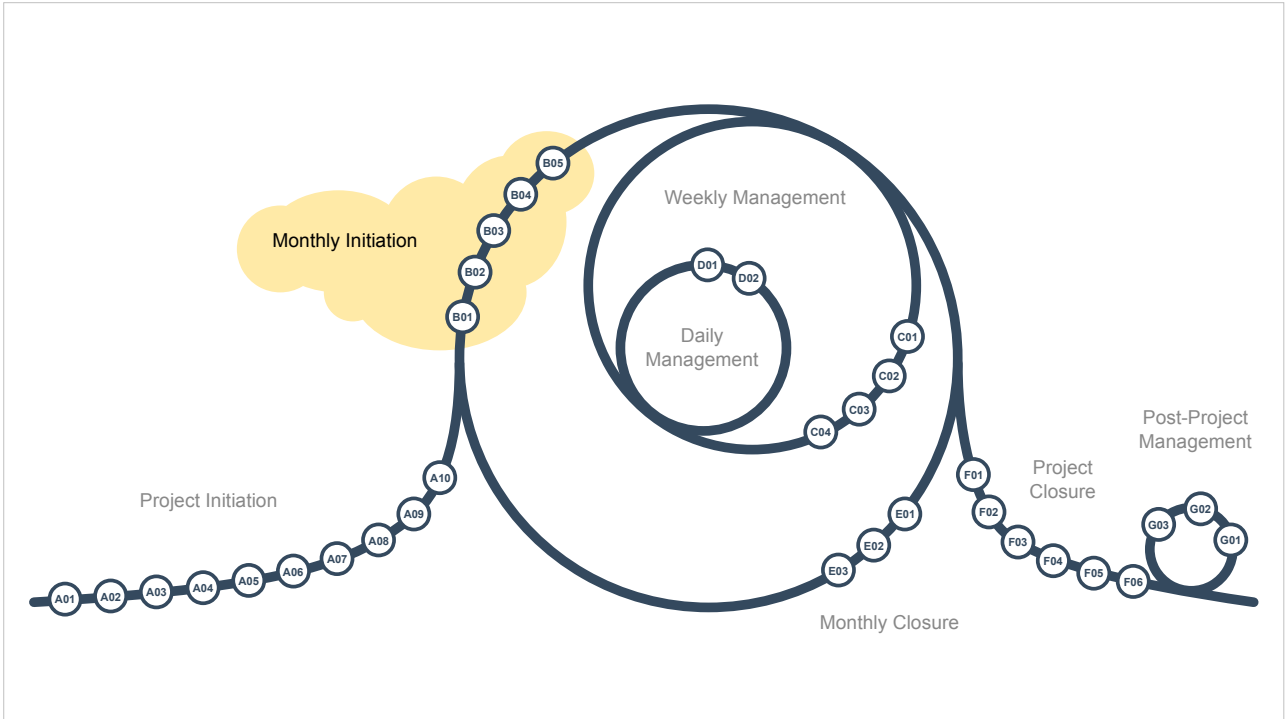 B05
B04
Weekly Management
B03
Monthly Initiation
D01
B02
D02
B01
C01
Daily
Management
C02
C03
Post-Project
Management
C04
Project
Closure
F01
A10
Project Initiation
G02
E01
F02
A09
G03
A08
G01
F03
E02
A07
F04
A06
E03
F05
A05
F06
A04
A03
A02
A01
Monthly Closure